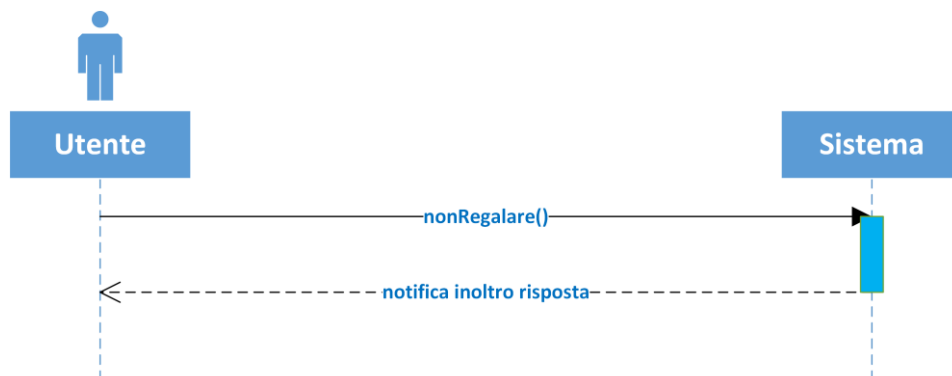 Utente
Sistema
nonRegalare()
notifica inoltro risposta